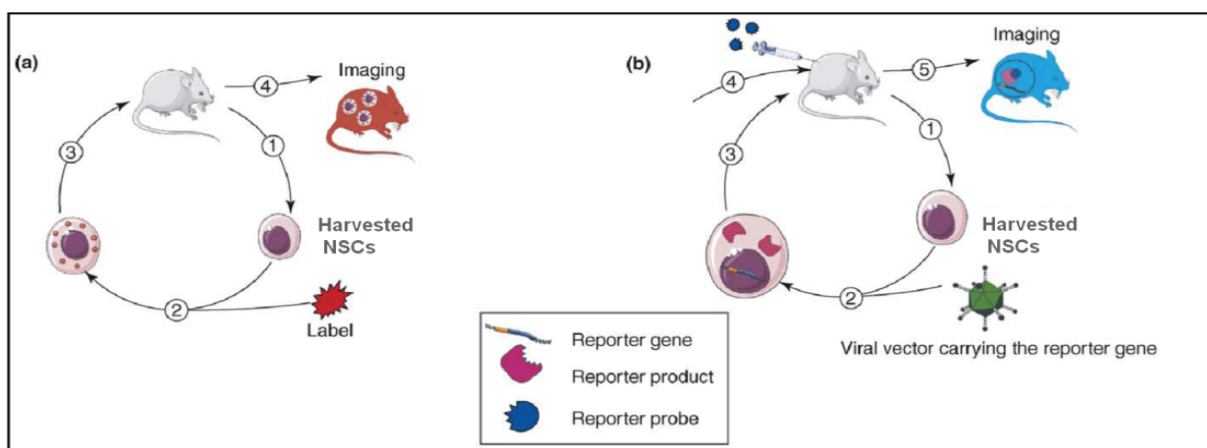 (a)
4
Imaging
3
1
Harvested
NSCs
2
Label
(b)
4
5
Imaging
3
1
Harvested
NSCs
2
Viral vector carrying the reporter gene
Reporter gene
Reporter product
Reporter probe